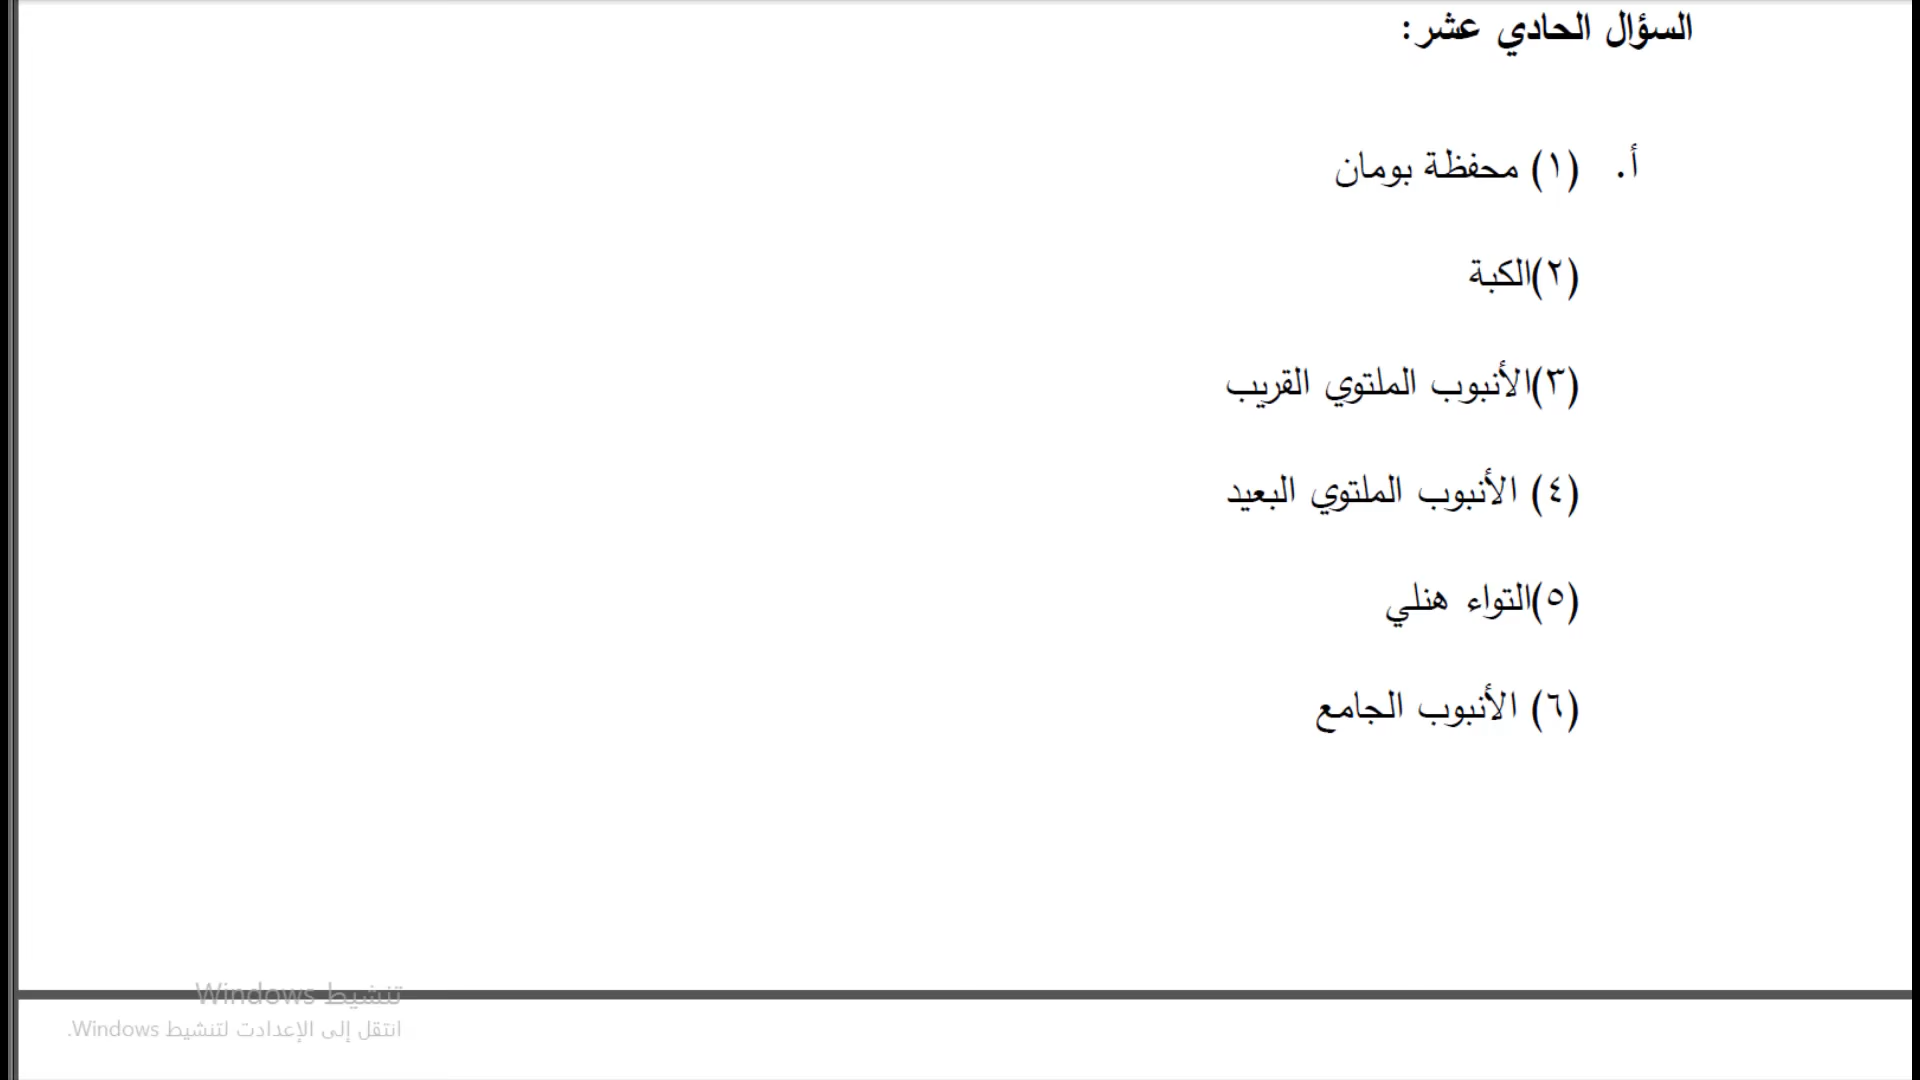 السؤال الحادي عشر:
أ. (١) محفظة بومان
(٢)الكبة
(٣)الأنبوب الملتوي القريب
(٤) الأنبوب الملتوي البعيد
(٥)التواء هنلي
(٦) الأنبوب الجامع
تنشيط Windows
انتقل إلى الإعدادت لتنشيط Windows.